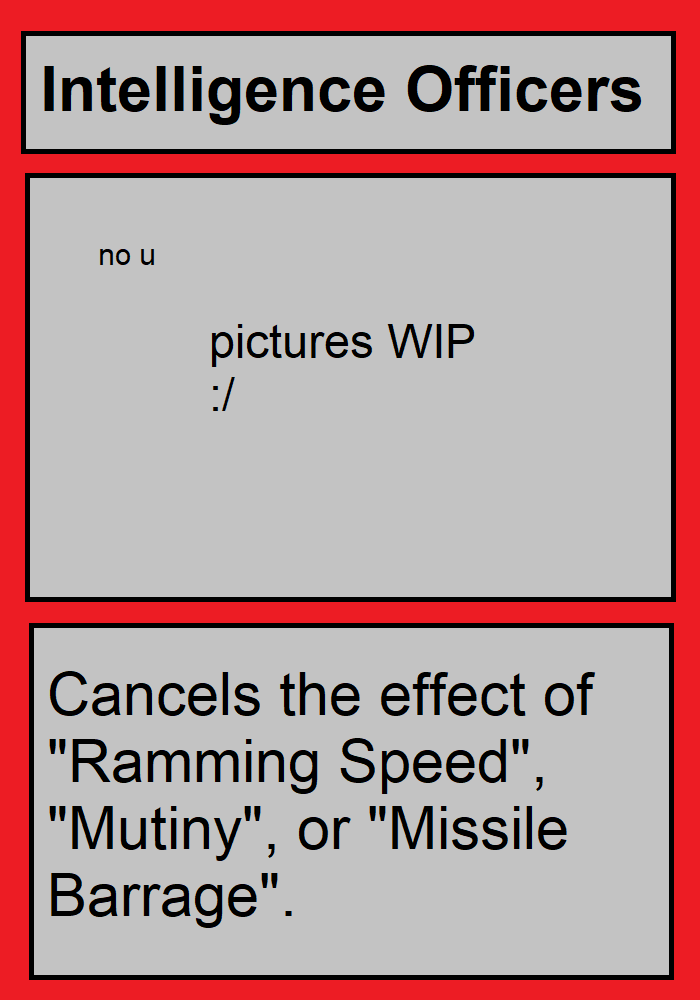 Intelligence Officers
no u
pictures WIP
:/
Cancels the effect of
"Ramming Speed",
"Mutiny", or "Missile
Barrage".